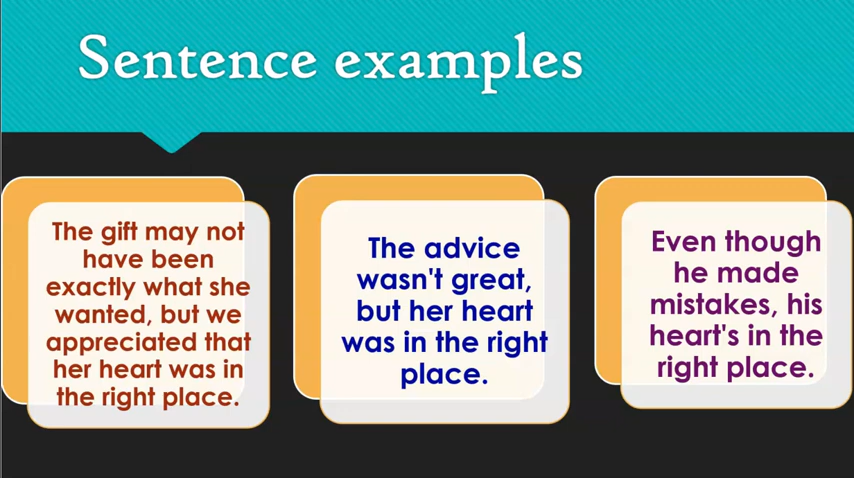 Sentence examples
The gift may not
have been
exactly what she
wanted, but we
appreciated that
her heart was in
the right place.
The advice
wasn't great,
but her heart
was in the right
place.
Even though
he made
mistakes, his
heart's in the
right place.